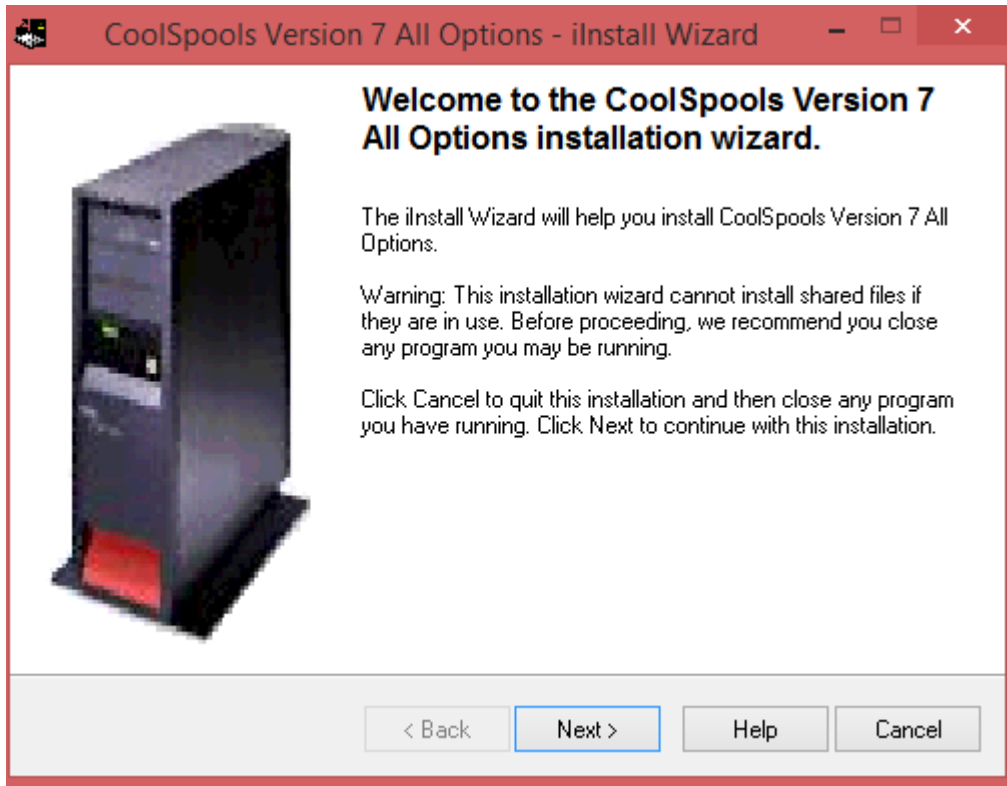 CoolSpools Version 7 All Options - iInstall Wizard
Welcome to the CoolSpools Version 7
All Options installation wizard.
The iInstall Wizard will help you install CoolSpools Version 7 All
Options.
Warning: This installation wizard cannot install shared files if
they are in use. Before proceeding, we recommend you close
any program you may be running.
Click Cancel to quit this installation and then close any program
you have running. Click Next to continue with this installation.
< Back
Next >
Help
Cancel